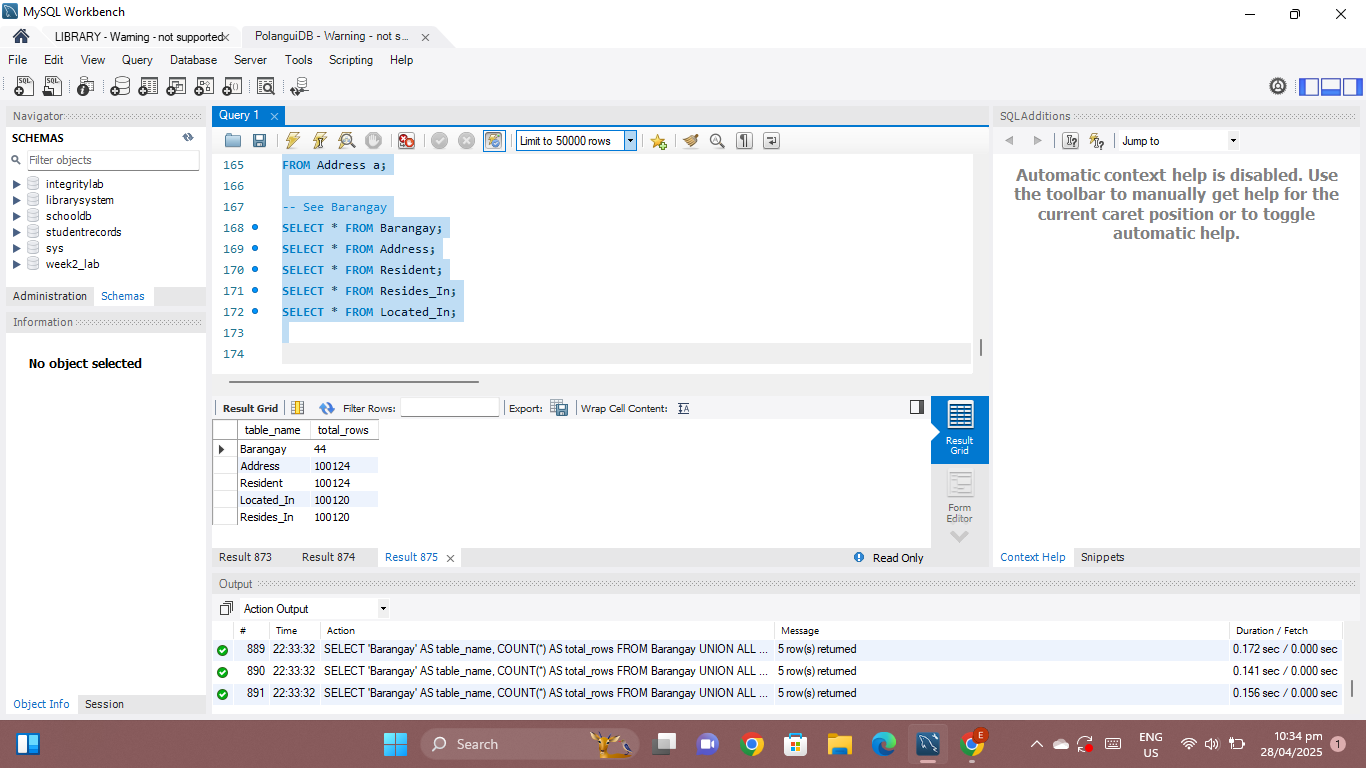 MySQL Workbench
LIBRARY - Warning - not supported
PolanguiDB - Warning - not s...
File Edit View Query Database Server Tools Scripting Help
Navigator
SCHEMAS
Filter objects
integritylab
librarysystem
schooldb
studentrecords
sys
week2_lab
Administration Schemas
Information
No object selected
Object Info Session
Query 1
Limit to 50000 rows
165 FROM Address a;
166
167 -- See Barangay
168 SELECT * FROM Barangay;
169 SELECT * FROM Address;
170 SELECT * FROM Resident;
171 SELECT * FROM Resides_In;
172 SELECT * FROM Located_In;
173
174
Result Grid Filter Rows: Export: Wrap Cell Content:
table_name total_rows
Barangay 44
Address 100124
Resident 100124
Located_In 100120
Resides_In 100120
Result Grid
Form Editor
Result 873 Result 874 Result 875 Read Only
SQLAdditions
Jump to
Automatic context help is disabled. Use
the toolbar to manually get help for the
current caret position or to toggle
automatic help.
Context Help Snippets
Output
Action Output
# Time Action Message Duration / Fetch
889 22:33:32 SELECT 'Barangay' AS table_name, COUNT(*) AS total_rows FROM Barangay UNION ALL ... 5 row(s) returned 0.172 sec / 0.000 sec
890 22:33:32 SELECT 'Barangay' AS table_name, COUNT(*) AS total_rows FROM Barangay UNION ALL ... 5 row(s) returned 0.141 sec / 0.000 sec
891 22:33:32 SELECT 'Barangay' AS table_name, COUNT(*) AS total_rows FROM Barangay UNION ALL ... 5 row(s) returned 0.156 sec / 0.000 sec
Search
E
ENG
US
10:34 pm
28/04/2025
1